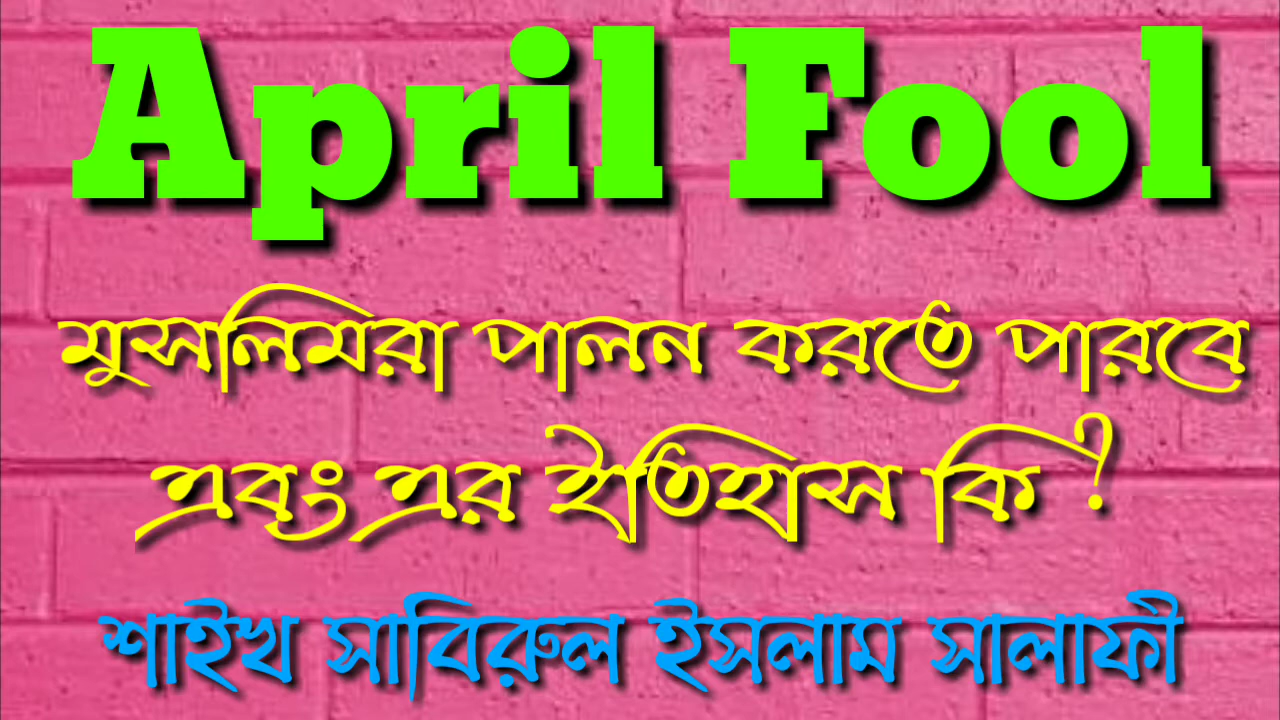 April Fool
মুসলিমরা পালন করতে পারবে
এবং এর ইতিহাস কি ?
শাইখ সাবিরুল ইসলাম সালাফী